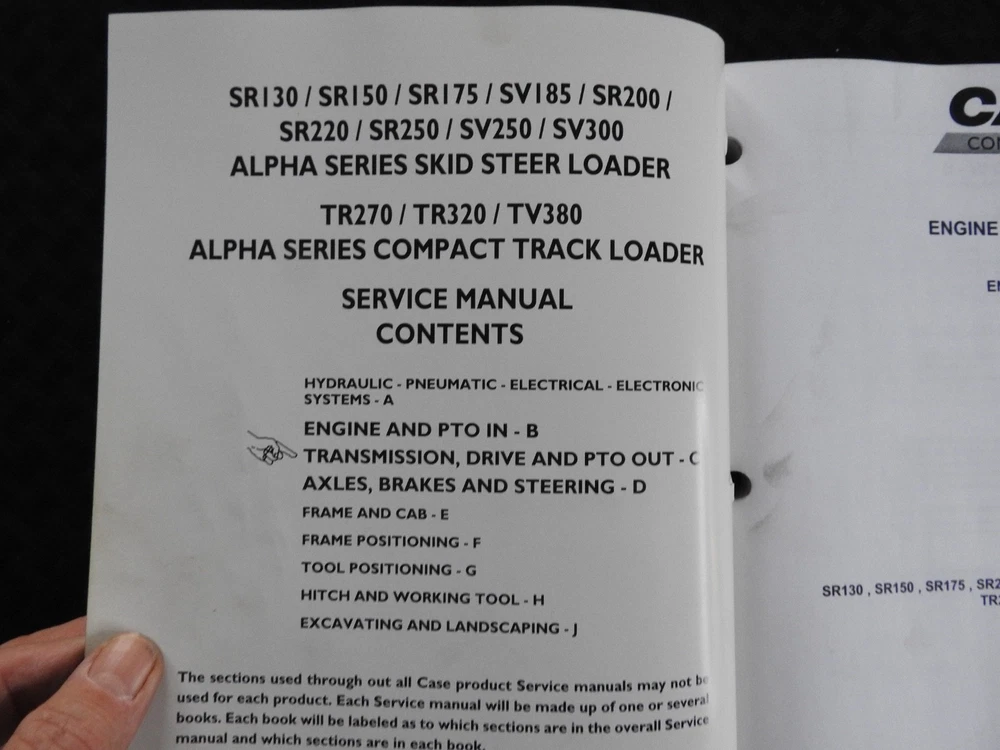 SR130 / SR150 / SR175 / SV185 / SR200 /
SR220 / SR250 / SV250 / SV300
ALPHA SERIES SKID STEER LOADER
TR270 / TR320 / TV380
ALPHA SERIES COMPACT TRACK LOADER
SERVICE MANUAL
CONTENTS
HYDRAULIC - PNEUMATIC - ELECTRICAL - ELECTRONIC
SYSTEMS - A
ENGINE AND PTO IN - B
TRANSMISSION, DRIVE AND PTO OUT - C
AXLES, BRAKES AND STEERING - D
FRAME AND CAB - E
FRAME POSITIONING - F
TOOL POSITIONING - G
HITCH AND WORKING TOOL - H
EXCAVATING AND LANDSCAPING - J
The sections used through out all Case product Service manuals may not be
used for each product. Each Service manual will be made up of one or several
books. Each book will be labeled as to which sections are in the overall Service
manual and which sections are in each book.
CA
CON
ENGINE
SR130 , SR150 , SR175 , SR2